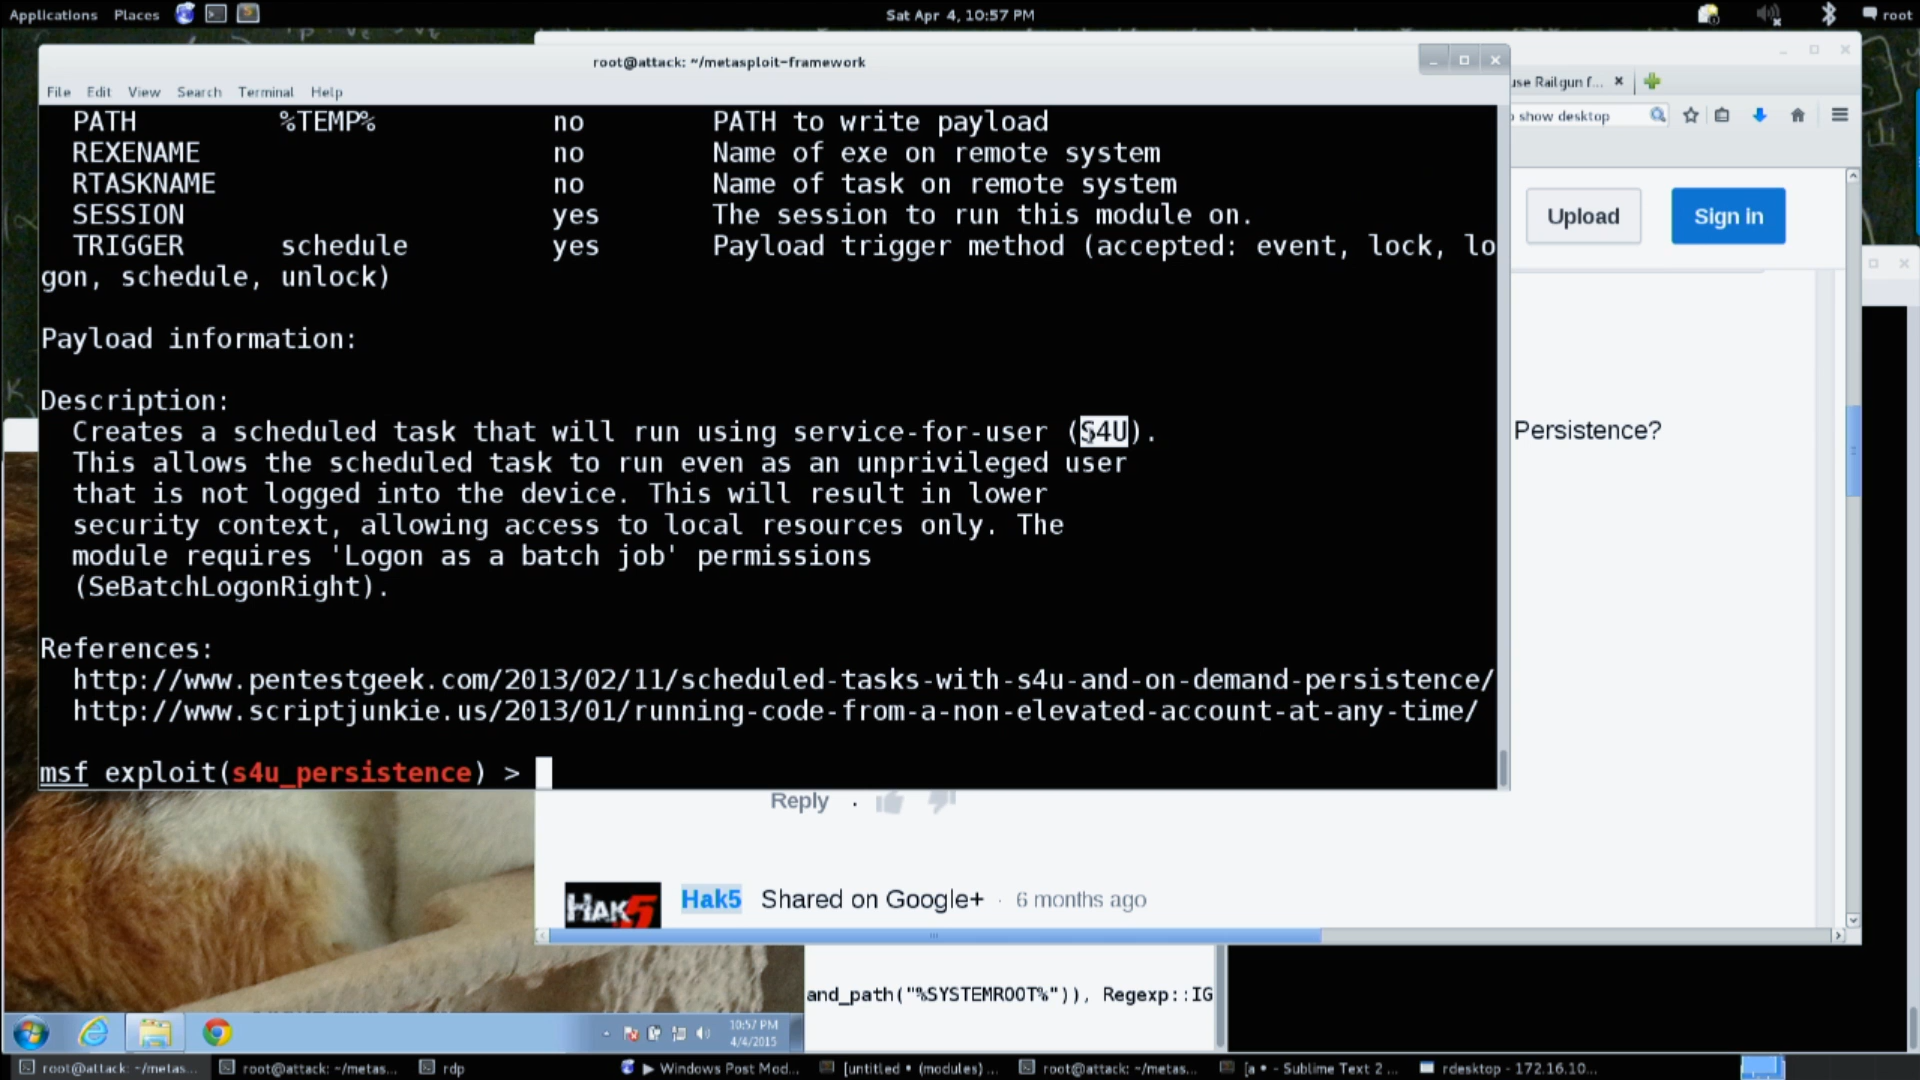 Applications Places
Sat Apr 4, 10:57 PM
root
root@attack: ~/metasploit-framework
File Edit View Search Terminal Help
use Railgun f...
show desktop
PATH %TEMP% no PATH to write payload
REXENAME no Name of exe on remote system
RTASKNAME no Name of task on remote system
SESSION yes The session to run this module on.
TRIGGER schedule yes Payload trigger method (accepted: event, lock, lo
gon, schedule, unlock)
Upload
Sign in
Payload information:
Description:
Creates a scheduled task that will run using service-for-user (S4U).
This allows the scheduled task to run even as an unprivileged user
that is not logged into the device. This will result in lower
security context, allowing access to local resources only. The
module requires 'Logon as a batch job' permissions
(SeBatchLogonRight).
Persistence?
References:
http://www.pentestgeek.com/2013/02/11/scheduled-tasks-with-s4u-and-on-demand-persistence/
http://www.scriptjunkie.us/2013/01/running-code-from-a-non-elevated-account-at-any-time/
msf exploit(s4u_persistence) >
Reply ·
HAK5
Hak5 Shared on Google+ · 6 months ago
and_path("%SYSTEMROOT%")), Regexp::IG
10:57 PM
4/4/2015
root@attack: ~/metas...
root@attack: ~/metas...
rdp
▶ Windows Post Mod...
[untitled • (modules) ...
root@attack: ~/metas...
[a • - Sublime Text 2 ...
rdesktop - 172.16.10...